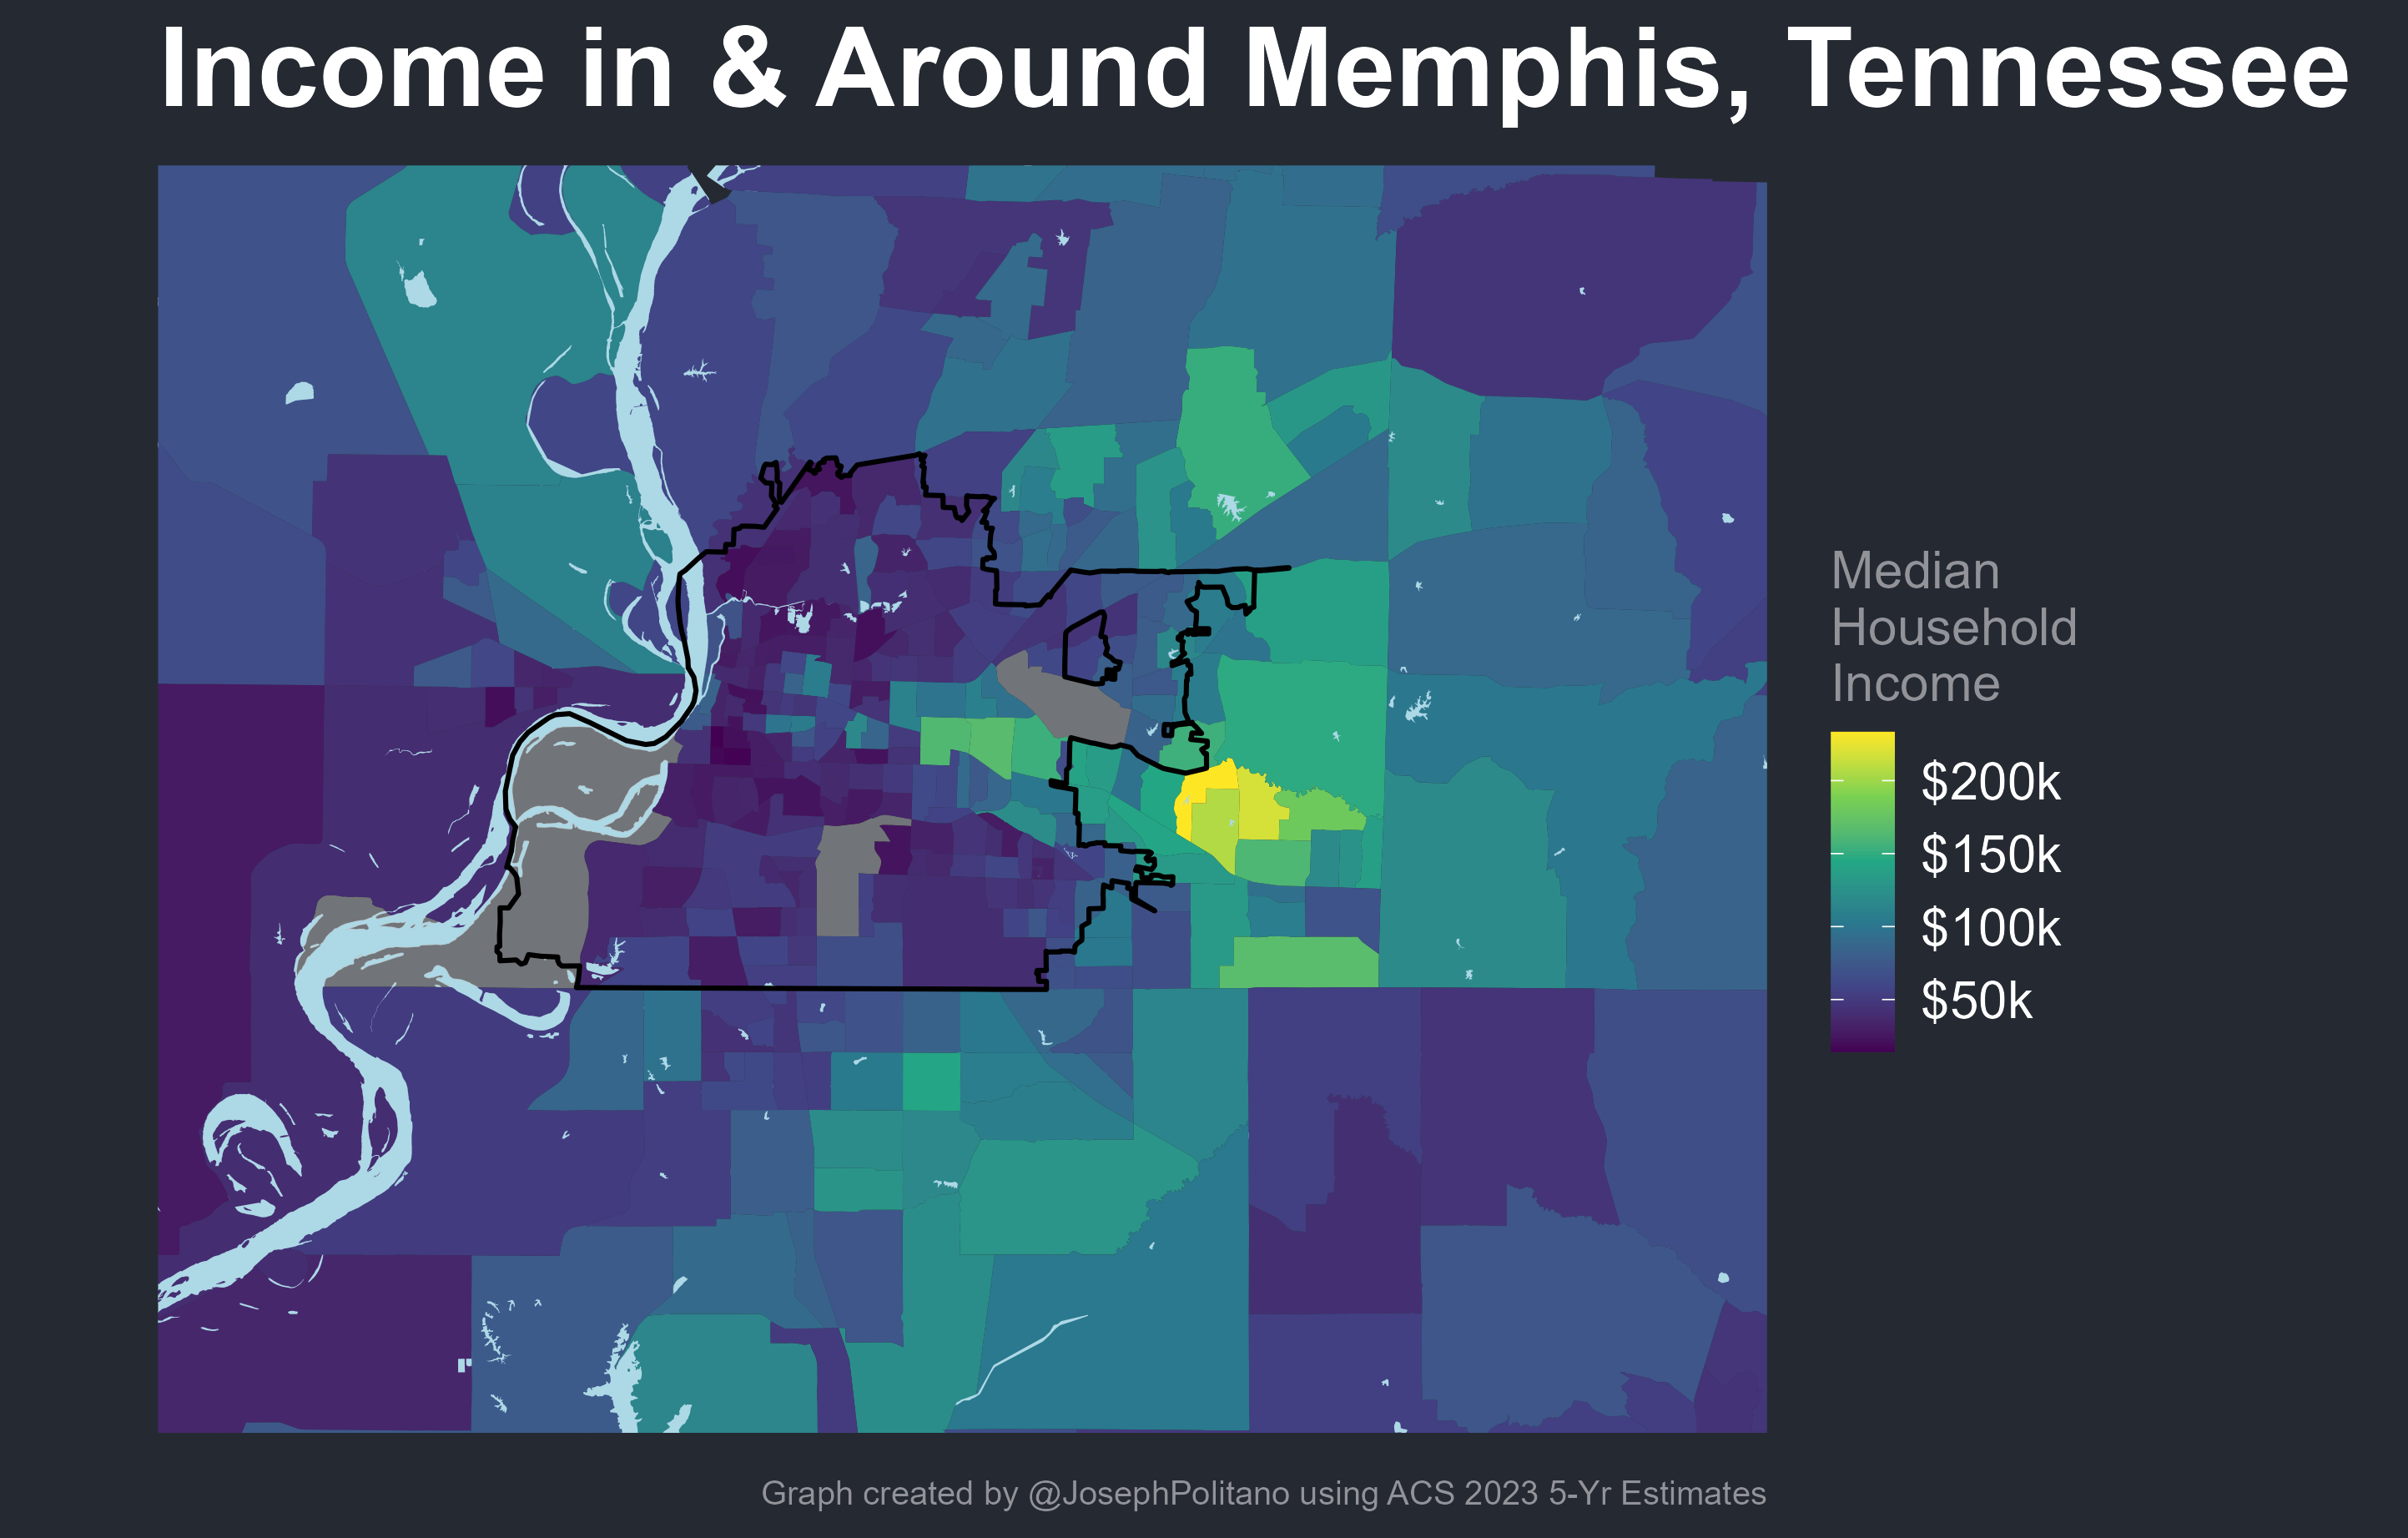 Income in & Around Memphis, Tennessee
Median
Household
Income
$200k
$150k
$100k
$50k
Graph created by @JosephPolitano using ACS 2023 5-Yr Estimates